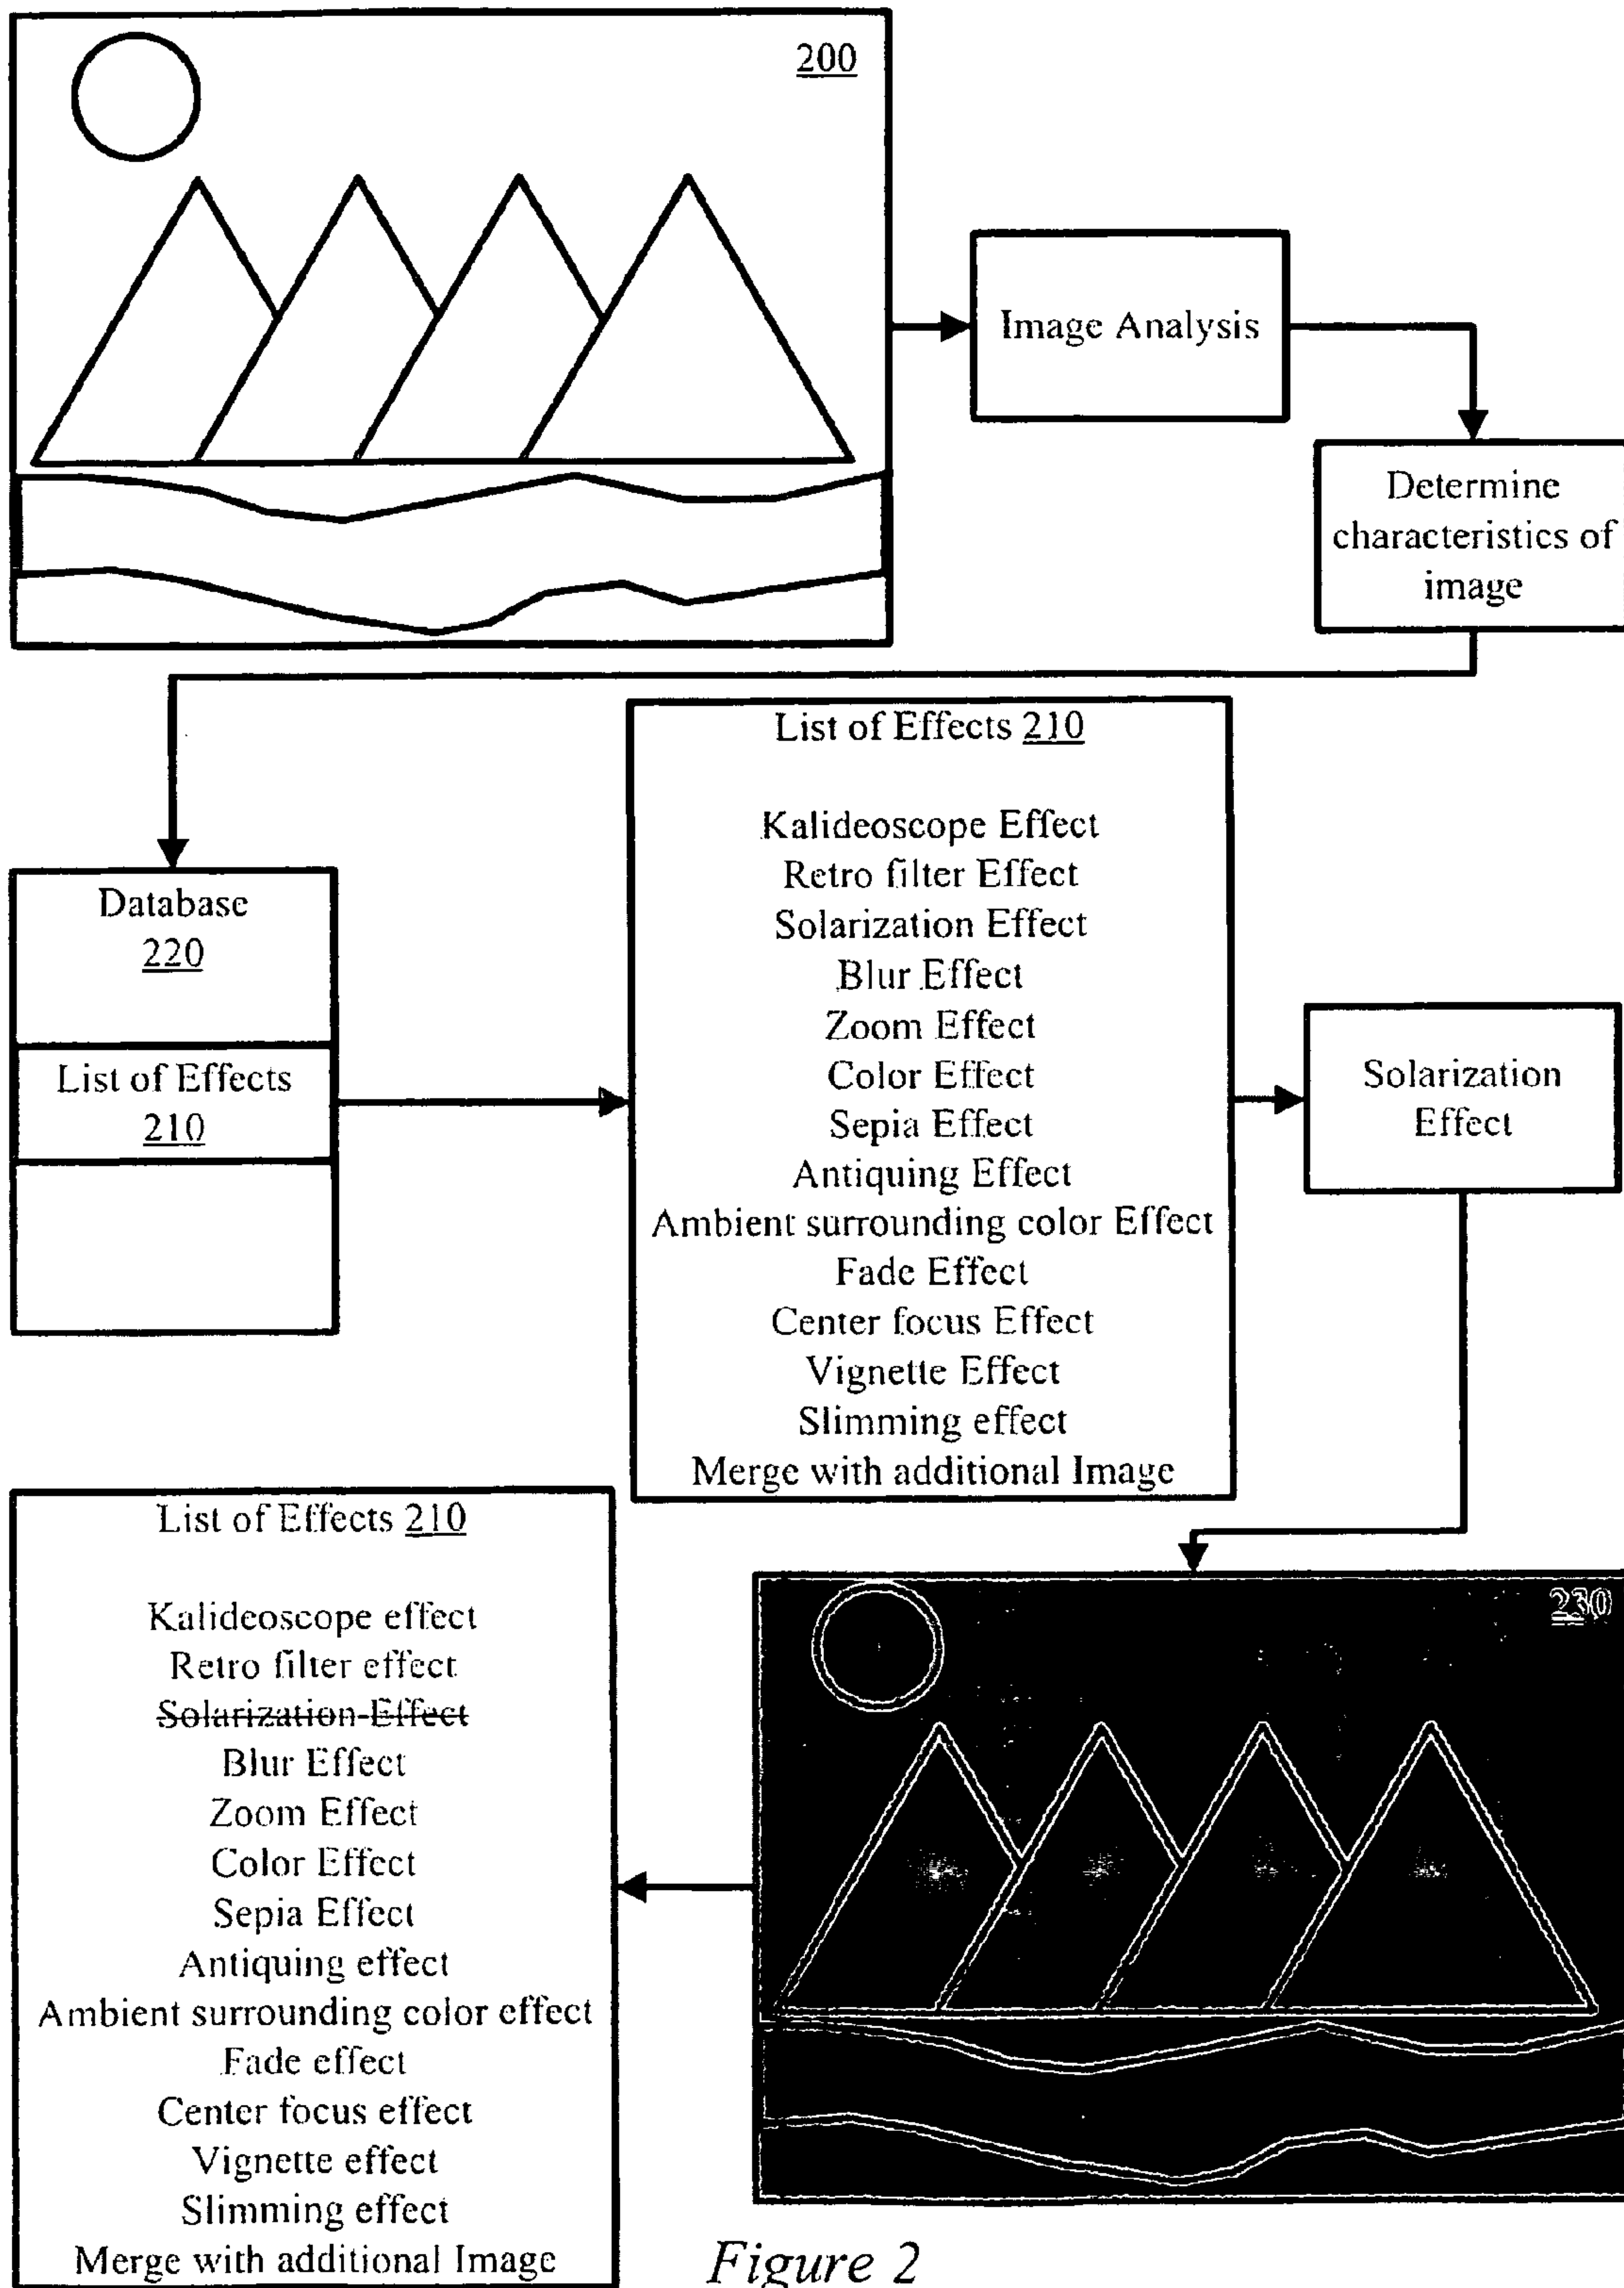 200
Image Analysis
Determine
characteristics of
image
List of Effects 210
Kalideoscope Effect
Retro filter Effect
Solarization Effect
Blur Effect
Zoom Effect
Color Effect
Sepia Effect
Antiquing Effect
Ambient surrounding color Effect
Fade Effect
Center focus Effect
Vignette Effect
Slimming effect
Merge with additional Image
Database
220
List of Effects
210
Solarization
Effect
List of Effects 210
Kalideoscope effect
Retro filter effect
Solarization Effect
Blur Effect
Zoom Effect
Color Effect
Sepia Effect
Antiquing effect
Ambient surrounding color effect
Fade effect
Center focus effect
Vignette effect
Slimming effect
Merge with additional Image
230
Figure 2